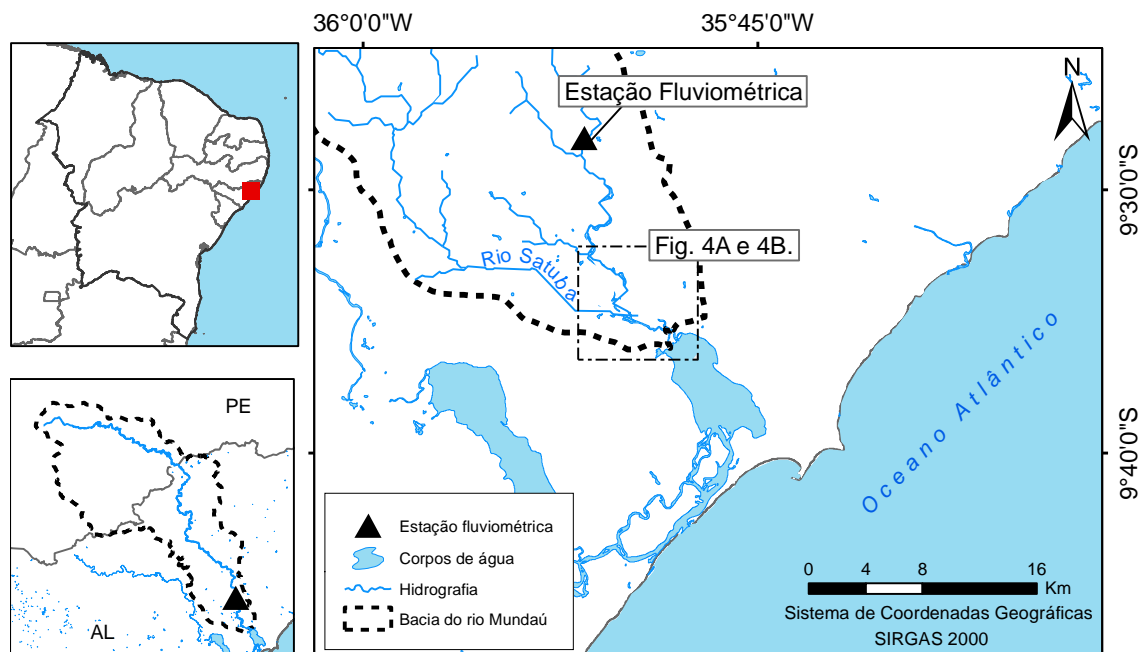 36°0'0"W
35°45'0"W
Estação Fluviométrica
N
9°30'0"S
Fig. 4A e 4B.
Rio Satuba
Oceano Atlântico
9°40'0"S
PE
AL
Estação fluviométrica
Corpos de água
Hidrografia
Bacia do rio Mundaú
0 4 8 16
Km
Sistema de Coordenadas Geográficas
SIRGAS 2000